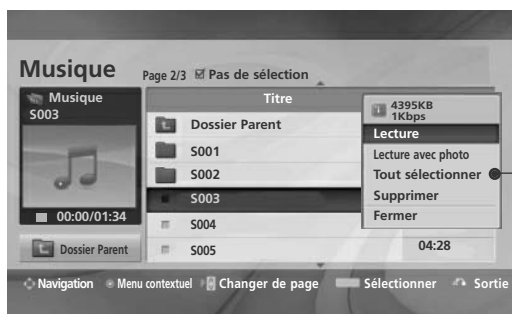 Musique
Page 2/3 Pas de sélection
Musique
S003
00:00/01:34
Dossier Parent
Titre
Dossier Parent
S001
S002
S003
S004
S005
04:28
4395KB
1Kbps
Lecture
Lecture avec photo
Tout sélectionner
Supprimer
Fermer
Navigation Menu contextuel Changer de page Sélectionner Sortie